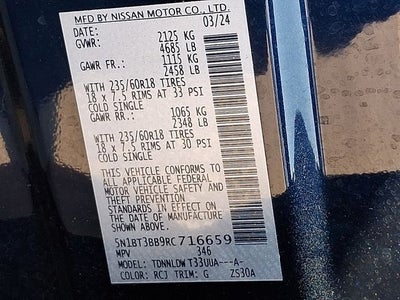 MFD BY NISSAN MOTOR CO., LTD.
DATE: 03/24
GVWR: 2125 KG
4685 LB
GAWR FR.: 1115 KG
2458 LB
WITH 235/60R18 TIRES
18 x 7.5 RIMS AT 33 PSI
COLD SINGLE
GAWR RR.: 1065 KG
2348 LB
WITH 235/60R18 TIRES
18 x 7.5 RIMS AT 30 PSI
COLD SINGLE
THIS VEHICLE CONFORMS TO
ALL APPLICABLE FEDERAL
MOTOR VEHICLE SAFETY AND
THEFT PREVENTION
STANDARDS IN EFFECT ON
THE DATE OF MANUFACTURE
SHOWN ABOVE.
5N1BT3BB9RC716659
MPV 346
MODEL: TDNNLDW T33UUA---A-
COLOR: RCJ TRIM: G ZS30A